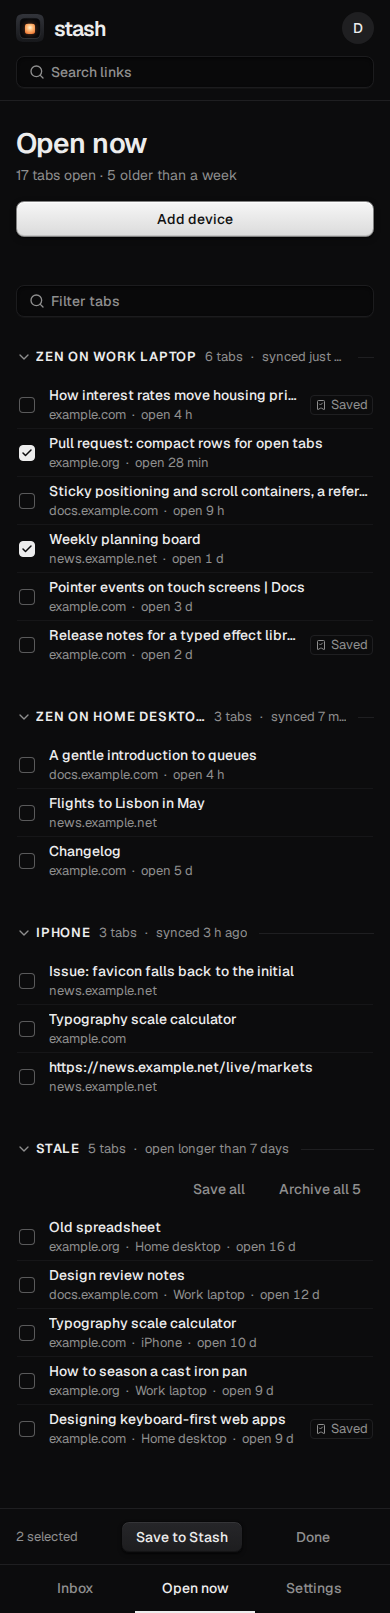 stash
D
Search links
Open now
17 tabs open · 5 older than a week
Add device
Filter tabs
ZEN ON WORK LAPTOP 6 tabs · synced just …
How interest rates move housing pri…
example.com · open 4 h
Saved
Pull request: compact rows for open tabs
example.org · open 28 min
Sticky positioning and scroll containers, a refer…
docs.example.com · open 9 h
Weekly planning board
news.example.net · open 1 d
Pointer events on touch screens | Docs
example.com · open 3 d
Release notes for a typed effect libr…
example.com · open 2 d
Saved
ZEN ON HOME DESKTO… 3 tabs · synced 7 m…
A gentle introduction to queues
docs.example.com · open 4 h
Flights to Lisbon in May
news.example.net
Changelog
example.com · open 5 d
IPHONE 3 tabs · synced 3 h ago
Issue: favicon falls back to the initial
news.example.net
Typography scale calculator
example.com
https://news.example.net/live/markets
news.example.net
STALE 5 tabs · open longer than 7 days
Save all Archive all 5
Old spreadsheet
example.org · Home desktop · open 16 d
Design review notes
docs.example.com · Work laptop · open 12 d
Typography scale calculator
example.com · iPhone · open 10 d
How to season a cast iron pan
example.org · Work laptop · open 9 d
Designing keyboard-first web apps
example.com · Home desktop · open 9 d
Saved
2 selected Save to Stash Done
Inbox Open now Settings